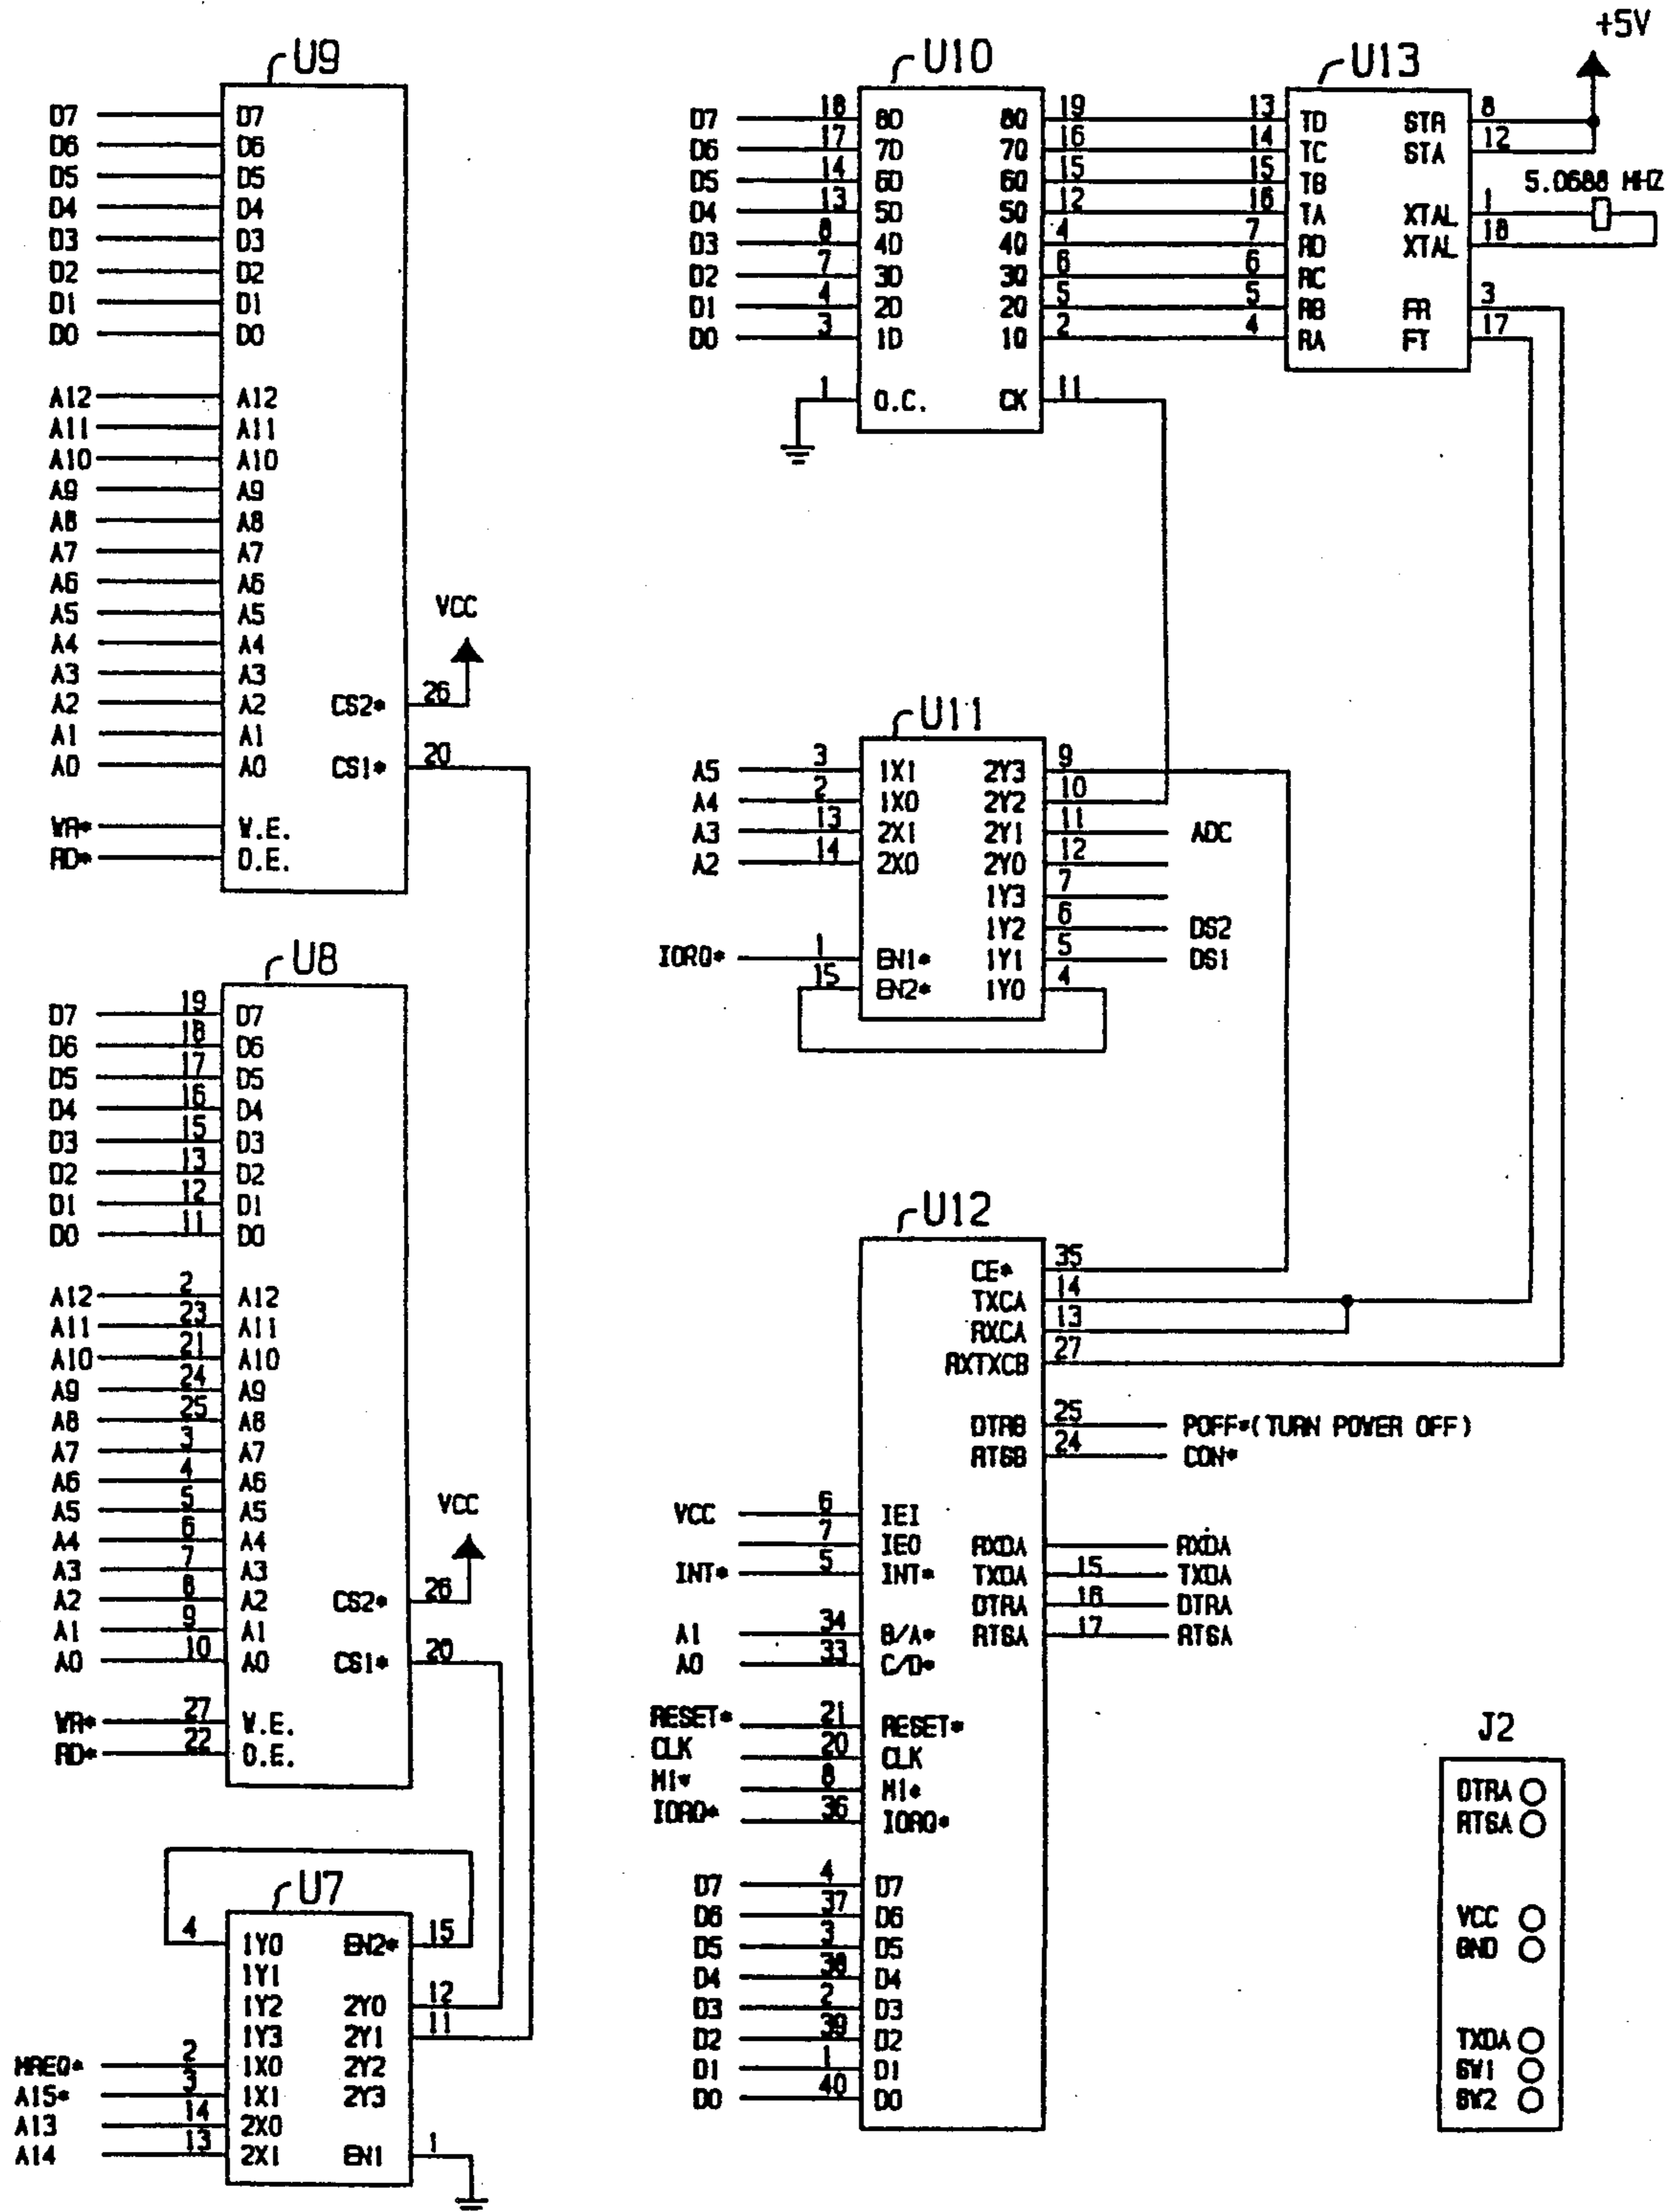 U9
D7 D7
D6 D6
D5 D5
D4 D4
D3 D3
D2 D2
D1 D1
D0 D0
A12 A12
A11 A11
A10 A10
A9 A9
A8 A8
A7 A7
A6 A6
A5 A5
A4 A4
A3 A3
A2 A2 CS2* 26 VCC
A1 A1
A0 A0 CS1* 20
WR* W.E.
RD* O.E.
U8
D7 19 D7
D6 18 D6
D5 17 D5
D4 16 D4
D3 15 D3
D2 13 D2
D1 12 D1
D0 11 D0
A12 2 A12
A11 23 A11
A10 21 A10
A9 24 A9
A8 25 A8
A7 3 A7
A6 4 A6
A5 5 A5
A4 6 A4
A3 7 A3
A2 8 A2 CS2* 26 VCC
A1 9 A1
A0 10 A0 CS1* 20
WR* 27 W.E.
RD* 22 O.E.
U7
4 1Y0 EN2* 15
1Y1
1Y2 2Y0 12
1Y3 2Y1 11
MREQ* 2 1X0 2Y2
A15* 3 1X1 2Y3
A13 14 2X0
A14 13 2X1 EN1 1
U10
D7 18 8D 8Q 19
D6 17 7D 7Q 16
D5 14 6D 6Q 15
D4 13 5D 5Q 12
D3 8 4D 4Q 4
D2 7 3D 3Q 6
D1 4 2D 2Q 5
D0 3 1D 1Q 2
1 O.C. CK 11
U13
+5V
13 TD STR 8
14 TC STA 12
15 TB
5.0688 MHZ
16 TA XTAL 1
7 RD XTAL 18
6 RC
5 RB FR 3
4 RA FT 17
U11
A5 3 1X1 2Y3 9
A4 2 1X0 2Y2 10
A3 13 2X1 2Y1 11 ADC
A2 14 2X0 2Y0 12
1Y3 7
1Y2 6 DS2
IORQ* 1 EN1* 1Y1 5 DS1
15 EN2* 1Y0 4
U12
CE* 35
TXCA 14
RXCA 13
RXTXCB 27
DTRB 25 POFF*(TURN POWER OFF)
RTSB 24 CON*
VCC 6 IEI
7 IEO RXDA RXDA
INT* 5 INT* TXDA 15 TXDA
DTRA 16 DTRA
A1 34 B/A* RTSA 17 RTSA
A0 33 C/D*
RESET* 21 RESET*
CLK 20 CLK
M1* 8 M1*
IORQ* 36 IORQ*
D7 4 D7
D6 37 D6
D5 3 D5
D4 38 D4
D3 2 D3
D2 39 D2
D1 1 D1
D0 40 D0
J2
DTRA
RTSA
VCC
GND
TXDA
SW1
SW2